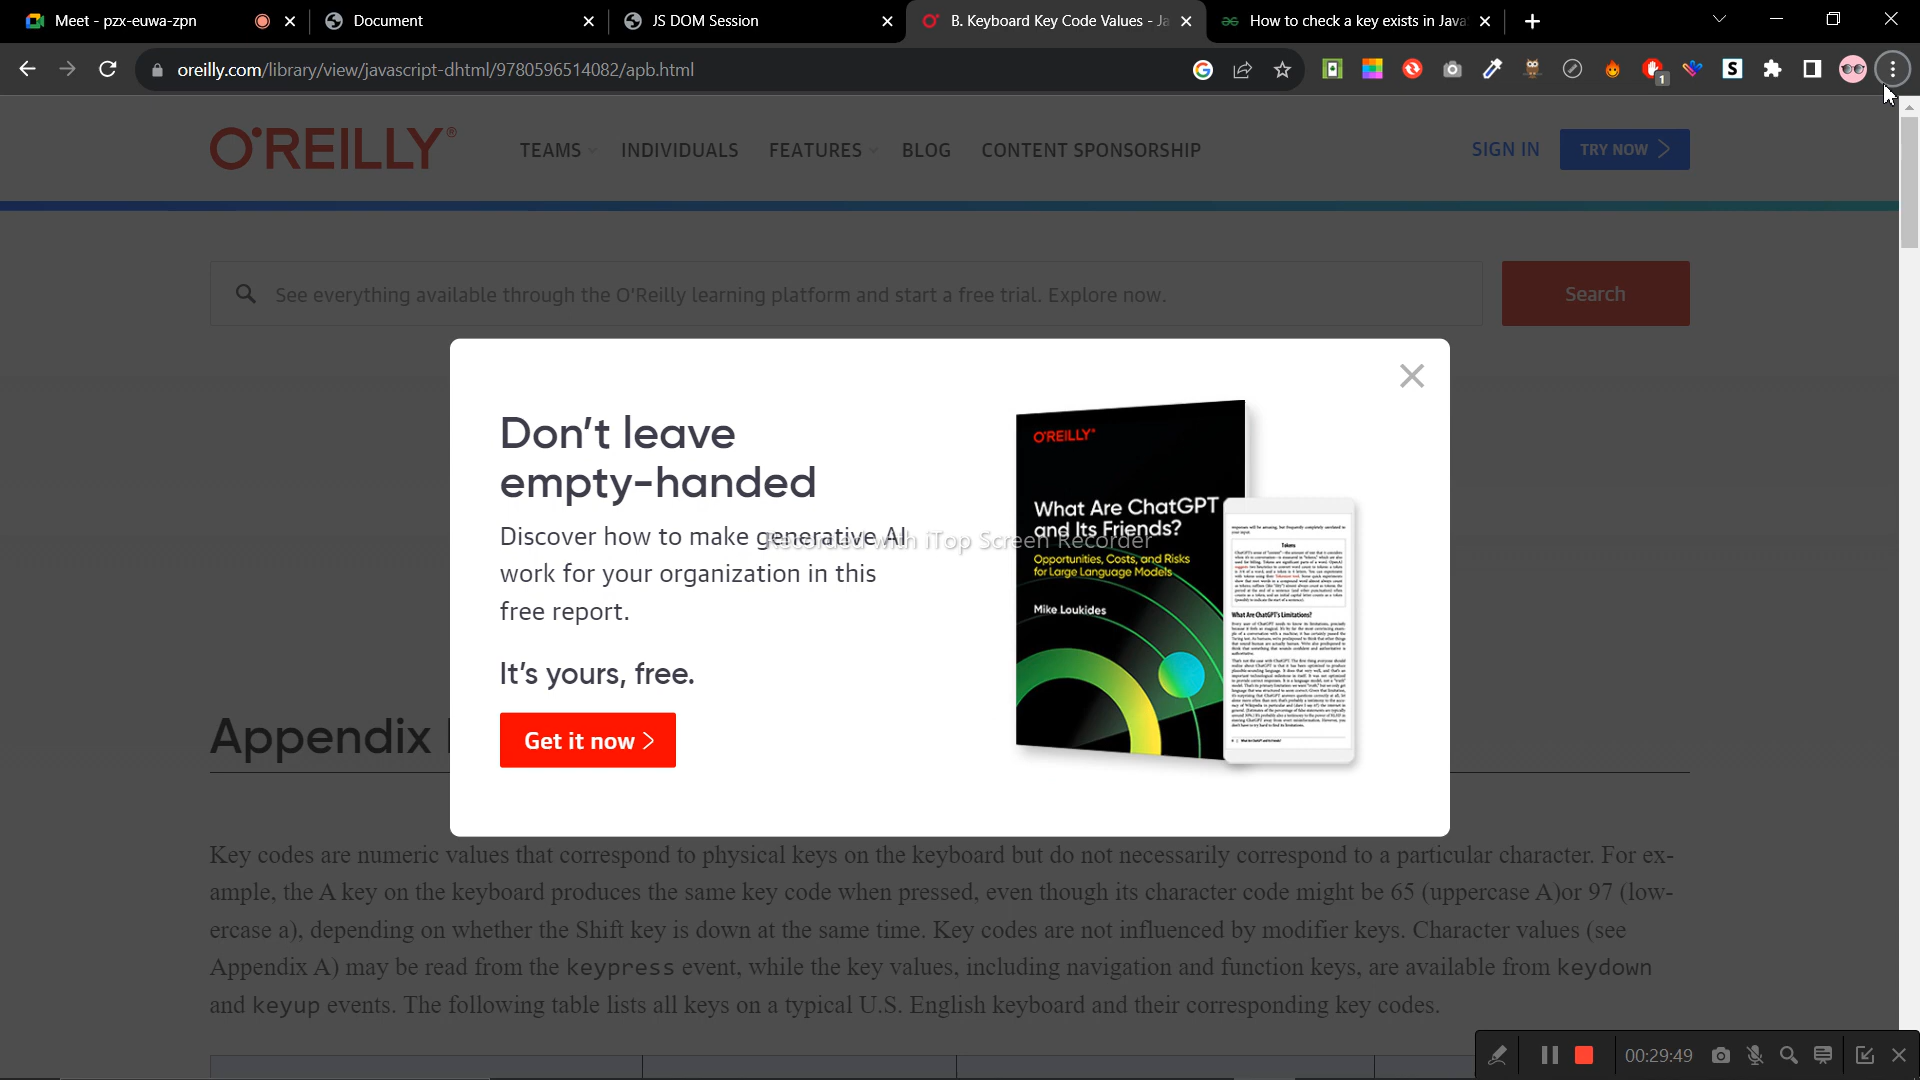 Meet - pzx-euwa-zpn
Document
JS DOM Session
B. Keyboard Key Code Values - Ja
How to check a key exists in Java
oreilly.com/library/view/javascript-dhtml/9780596514082/apb.html
1
O'REILLY®
TEAMS
INDIVIDUALS
FEATURES
BLOG
CONTENT SPONSORSHIP
SIGN IN
TRY NOW
See everything available through the O'Reilly learning platform and start a free trial. Explore now.
Search
Don't leave
empty-handed
Discover how to make generative AI
work for your organization in this
free report.
It's yours, free.
Get it now
O'REILLY®
What Are ChatGPT
and Its Friends?
Opportunities, Costs, and Risks
for Large Language Models
Mike Loukides
Tokens
What Are ChatGPT's Limitations?
Recorded with iTop Screen Recorder
Appendix
Key codes are numeric values that correspond to physical keys on the keyboard but do not necessarily correspond to a particular character. For ex-
ample, the A key on the keyboard produces the same key code when pressed, even though its character code might be 65 (uppercase A)or 97 (low-
ercase a), depending on whether the Shift key is down at the same time. Key codes are not influenced by modifier keys. Character values (see
Appendix A) may be read from the keypress event, while the key values, including navigation and function keys, are available from keydown
and keyup events. The following table lists all keys on a typical U.S. English keyboard and their corresponding key codes.
00:29:49